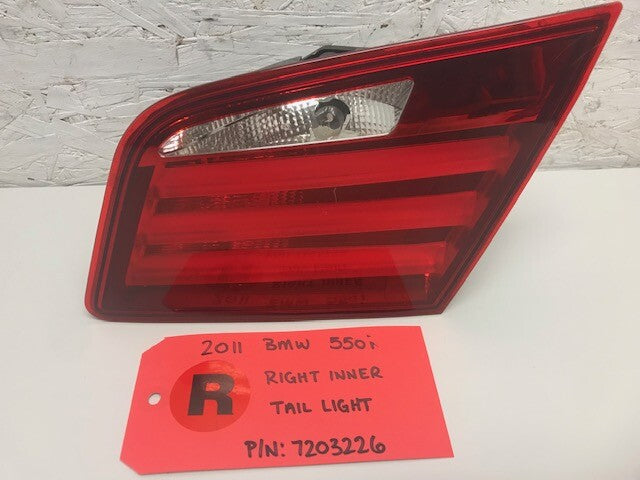 2011 BMW 550i
R
RIGHT INNER
TAIL LIGHT
P/N: 7203226